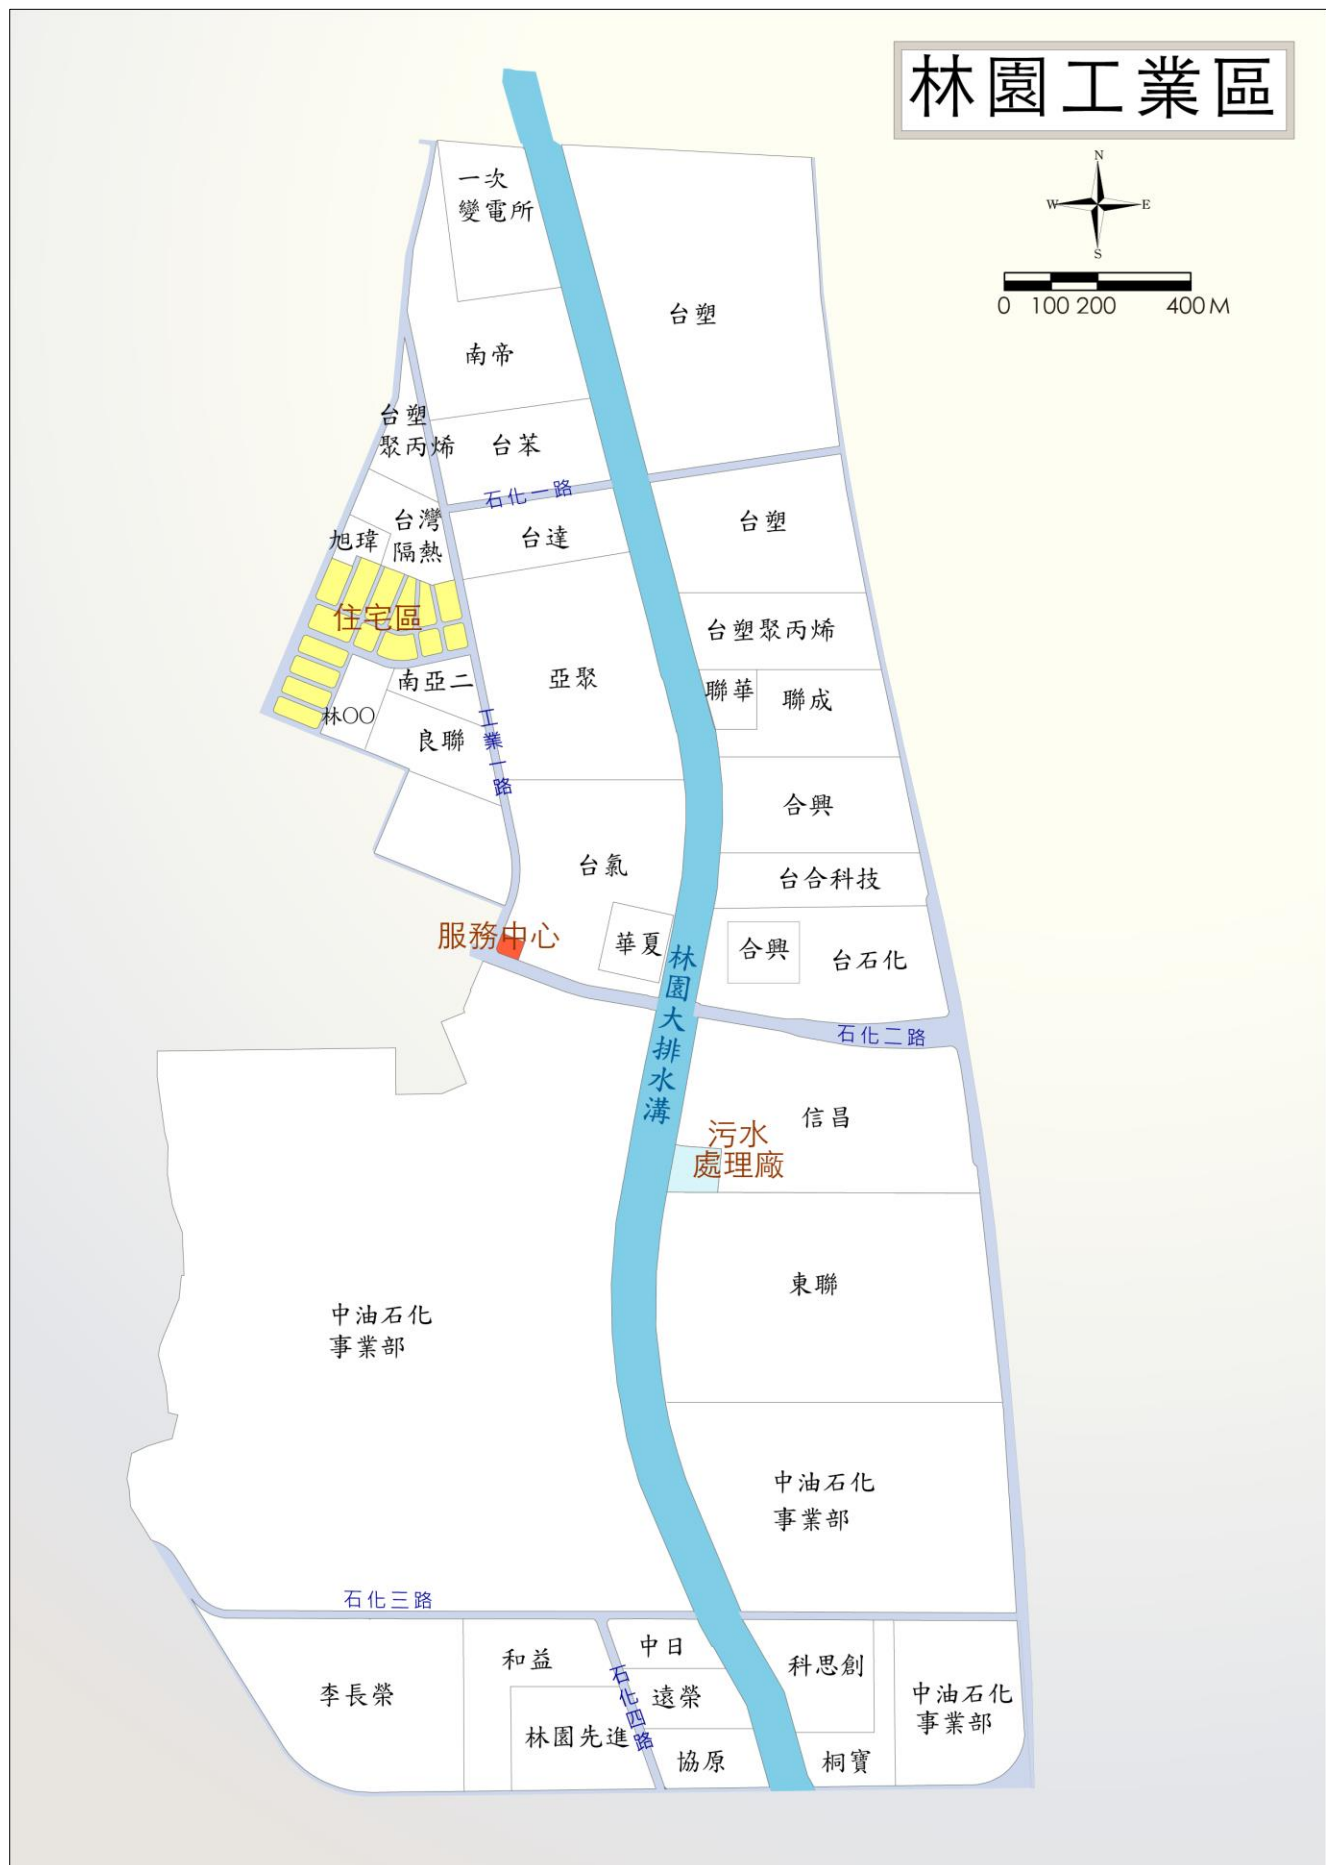 林園工業區
N
W
E
S
0 100 200 400M
一次
變電所
台塑
南帝
台塑
聚丙烯
台苯
石化一路
台灣
隔熱
旭瑋
台達
台塑
住宅區
台塑聚丙烯
南亞二
亞聚
聯華
聯成
林〇〇
良聯
工業一路
合興
台氯
台合科技
服務中心
華夏
合興
台石化
林園大排水溝
石化二路
信昌
污水
處理廠
東聯
中油石化
事業部
中油石化
事業部
石化三路
李長榮
和益
林園先進
石化四路
中日
遠榮
協原
科思創
桐寶
中油石化
事業部